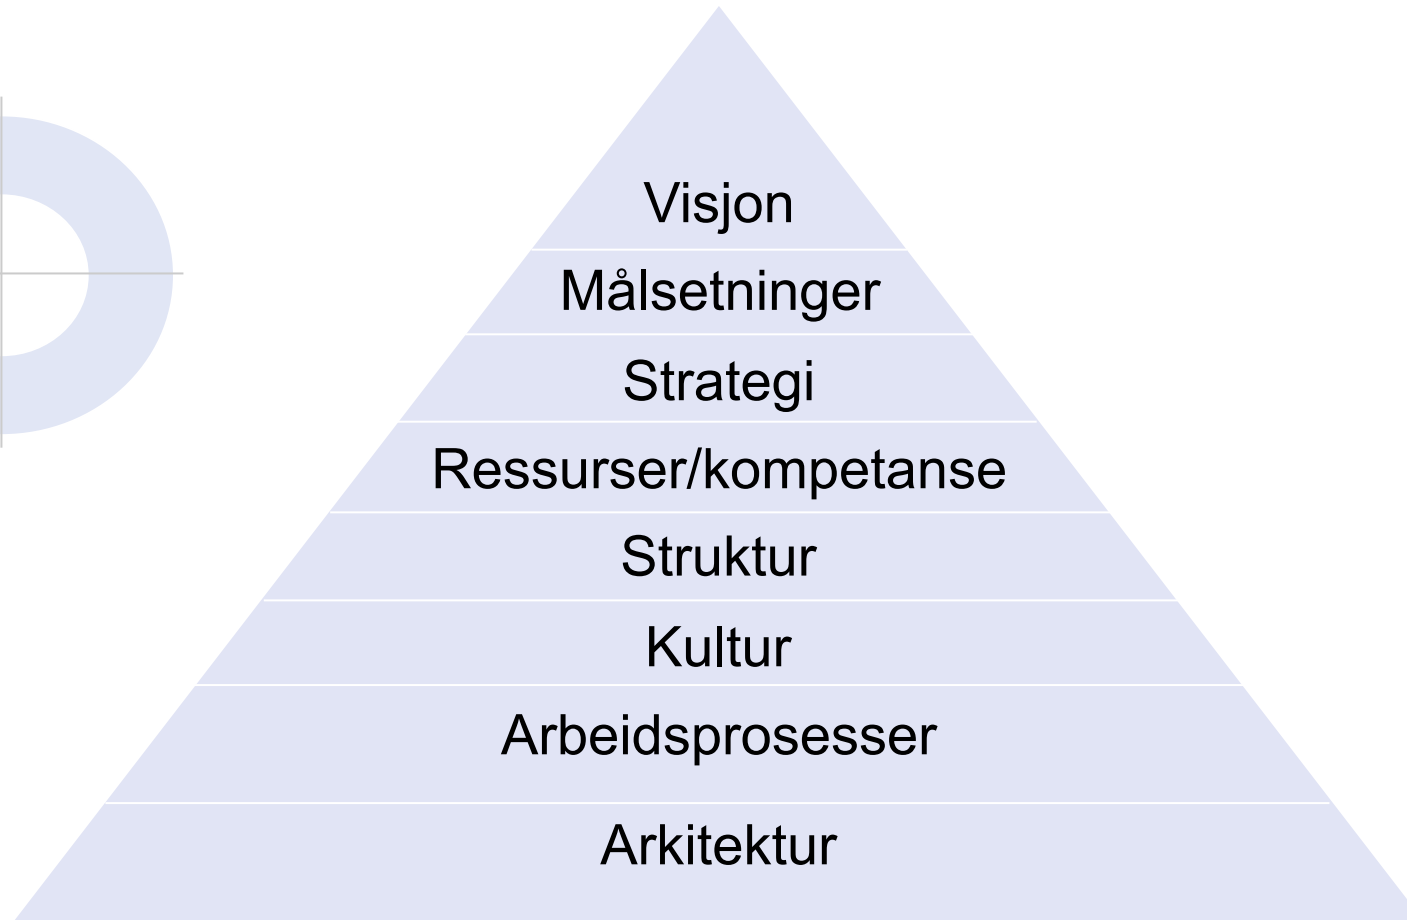 Visjon
Målsetninger
Strategi
Ressurser/kompetanse
Struktur
Kultur
Arbeidsprosesser
Arkitektur